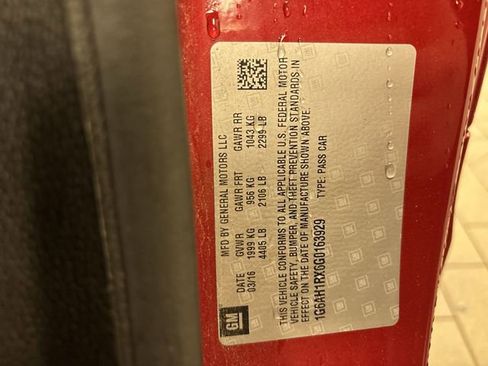 GM
MFD BY GENERAL MOTORS LLC
DATE GVWR GAWR FRT GAWR RR
03/16 1999 KG 956 KG 1043 KG
4405 LB 2106 LB 2299 LB
THIS VEHICLE CONFORMS TO ALL APPLICABLE U.S. FEDERAL MOTOR
VEHICLE SAFETY, BUMPER, AND THEFT PREVENTION STANDARDS IN
EFFECT ON THE DATE OF MANUFACTURE SHOWN ABOVE.
1G6AH1RX6G0163929 TYPE: PASS CAR